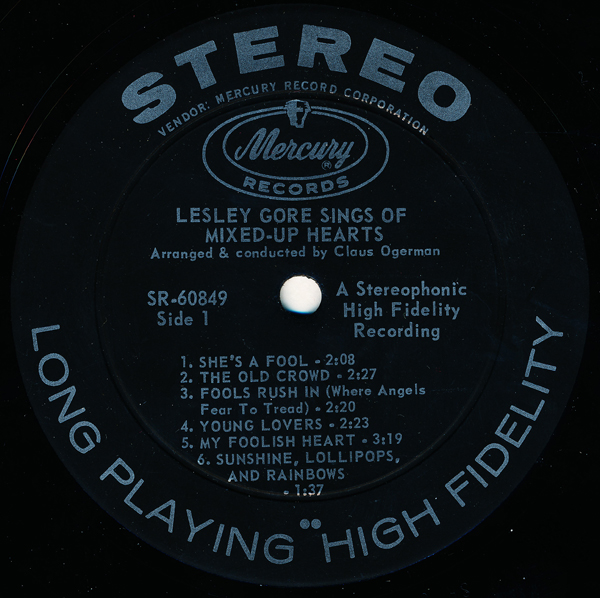 STEREO
VENDOR: MERCURY RECORD CORPORATION
Mercury ®
RECORDS
LESLEY GORE SINGS OF
MIXED-UP HEARTS
Arranged & conducted by Claus Ogerman
SR-60849
Side 1
A Stereophonic
High Fidelity
Recording
1. SHE'S A FOOL - 2:08
2. THE OLD CROWD - 2:27
3. FOOLS RUSH IN (Where Angels
Fear To Tread) - 2:20
4. YOUNG LOVERS - 2:23
5. MY FOOLISH HEART - 3:19
6. SUNSHINE, LOLLIPOPS,
AND RAINBOWS
- 1:37
LONG PLAYING "HIGH FIDELITY